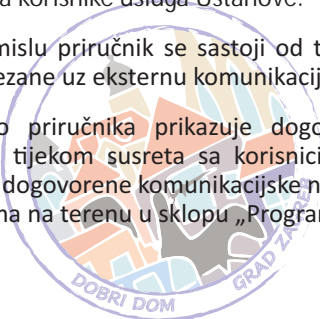 a korisnike usluga Ustanove.
mislu priručnik se sastoji od t
ezane uz eksternu komunikacij
o priručnika prikazuje dogo
tijekom susreta sa korisnici
dogovorene komunikacijske n
na na terenu u sklopu „Progran
DOBRI DOM
GRAD ZAGREB